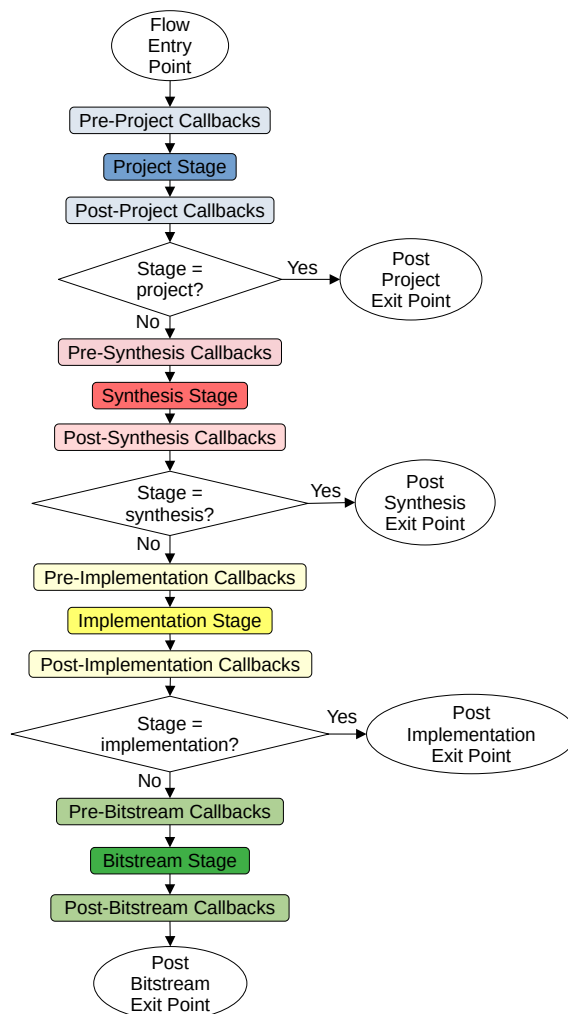 Flow
Entry
Point
Pre-Project Callbacks
Project Stage
Post-Project Callbacks
Stage =
project?
Yes
Post
Project
Exit Point
No
Pre-Synthesis Callbacks
Synthesis Stage
Post-Synthesis Callbacks
Stage =
synthesis?
Yes
Post
Synthesis
Exit Point
No
Pre-Implementation Callbacks
Implementation Stage
Post-Implementation Callbacks
Stage =
implementation?
Yes
Post
Implementation
Exit Point
No
Pre-Bitstream Callbacks
Bitstream Stage
Post-Bitstream Callbacks
Post
Bitstream
Exit Point